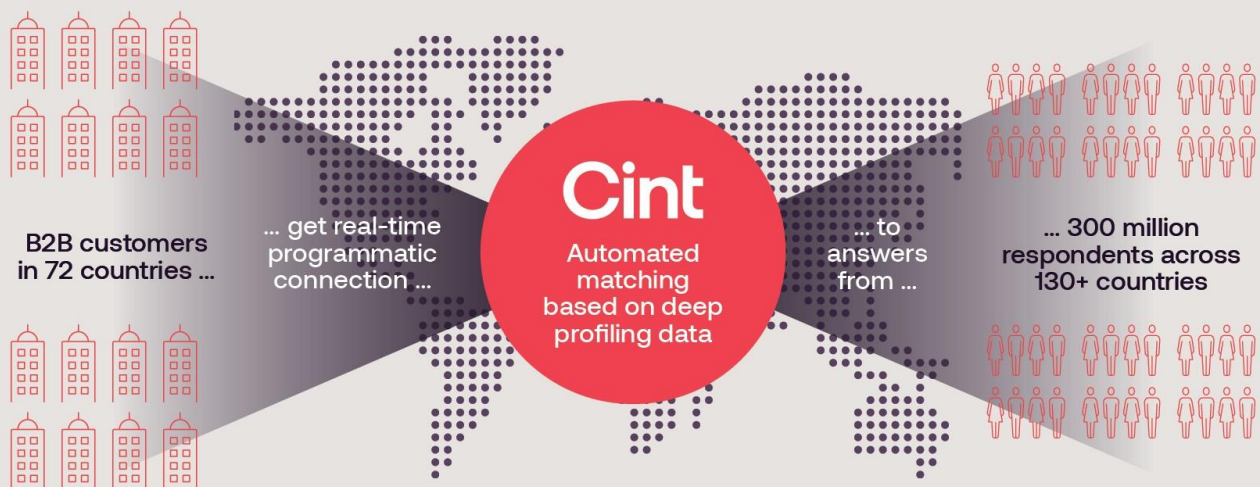 B2B customers
in 72 countries ...
... get real-time
programmatic
connection ...
Cint
Automated
matching
based on deep
profiling data
... to
answers
from ...
... 300 million
respondents across
130+ countries